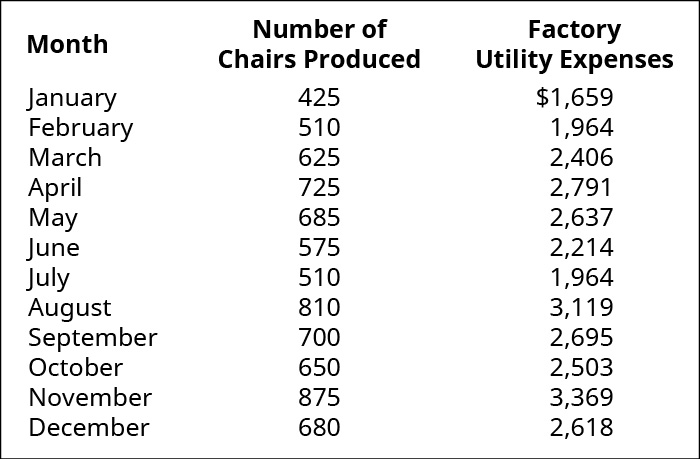 Month Number of Chairs Produced Factory Utility Expenses
January 425 $1,659
February 510 1,964
March 625 2,406
April 725 2,791
May 685 2,637
June 575 2,214
July 510 1,964
August 810 3,119
September 700 2,695
October 650 2,503
November 875 3,369
December 680 2,618